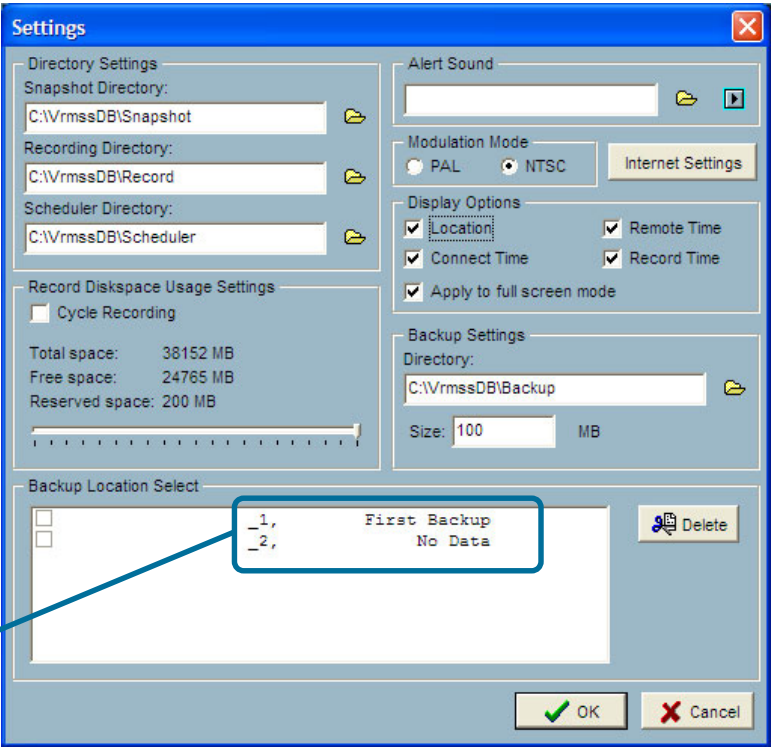 Settings
Directory Settings
Snapshot Directory:
C:\VrmssDB\Snapshot
Recording Directory:
C:\VrmssDB\Record
Scheduler Directory:
C:\VrmssDB\Scheduler
Record Diskspace Usage Settings
Cycle Recording
Total space: 38152 MB
Free space: 24765 MB
Reserved space: 200 MB
Alert Sound
Modulation Mode
PAL NTSC
Internet Settings
Display Options
Location Remote Time
Connect Time Record Time
Apply to full screen mode
Backup Settings
Directory:
C:\VrmssDB\Backup
Size: 100 MB
Backup Location Select
_1, First Backup
_2, No Data
Delete
OK Cancel